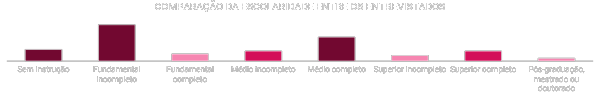 COMPARAÇÃO DA ESCOLARIDADE ENTRE OS ENTREVISTADOS
Sem instrução
Fundamental incompleto
Fundamental completo
Médio incompleto
Médio completo
Superior incompleto
Superior completo
Pós-graduação, mestrado ou doutorado